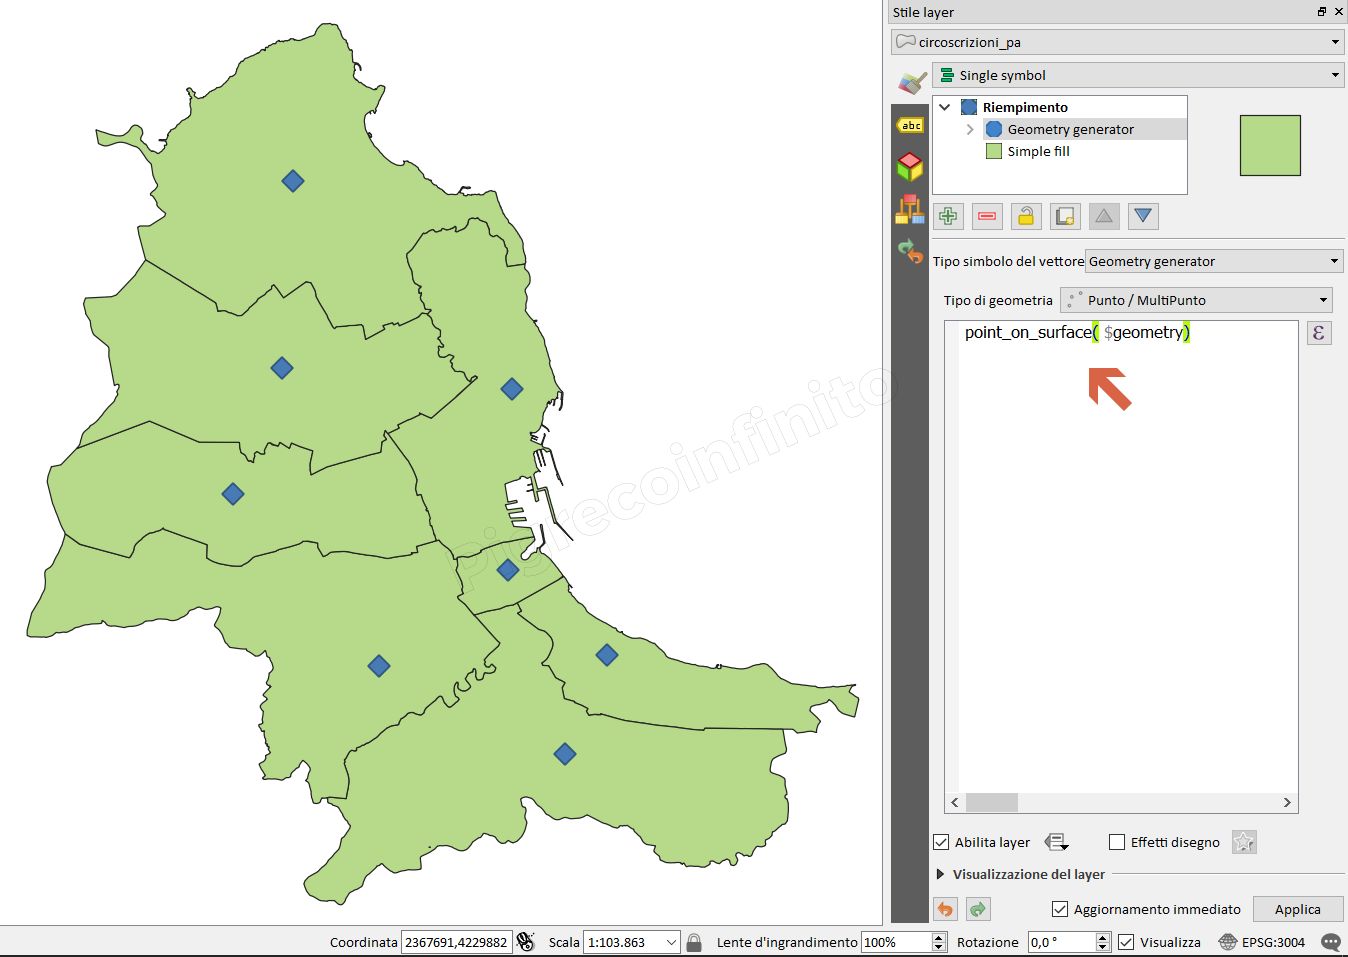 Stile layer
circoscrizioni_pa
Single symbol
Riempimento
abc
Geometry generator
Simple fill
Tipo simbolo del vettore Geometry generator
Tipo di geometria Punto / MultiPunto
point_on_surface( $geometry)
ε
Pigrecoinfinito
Abilita layer Effetti disegno
Visualizzazione del layer
Aggiornamento immediato Applica
Coordinata 2367691,4229882 Scala 1:103.863 Lente d'ingrandimento 100% Rotazione 0,0 ° Visualizza EPSG:3004